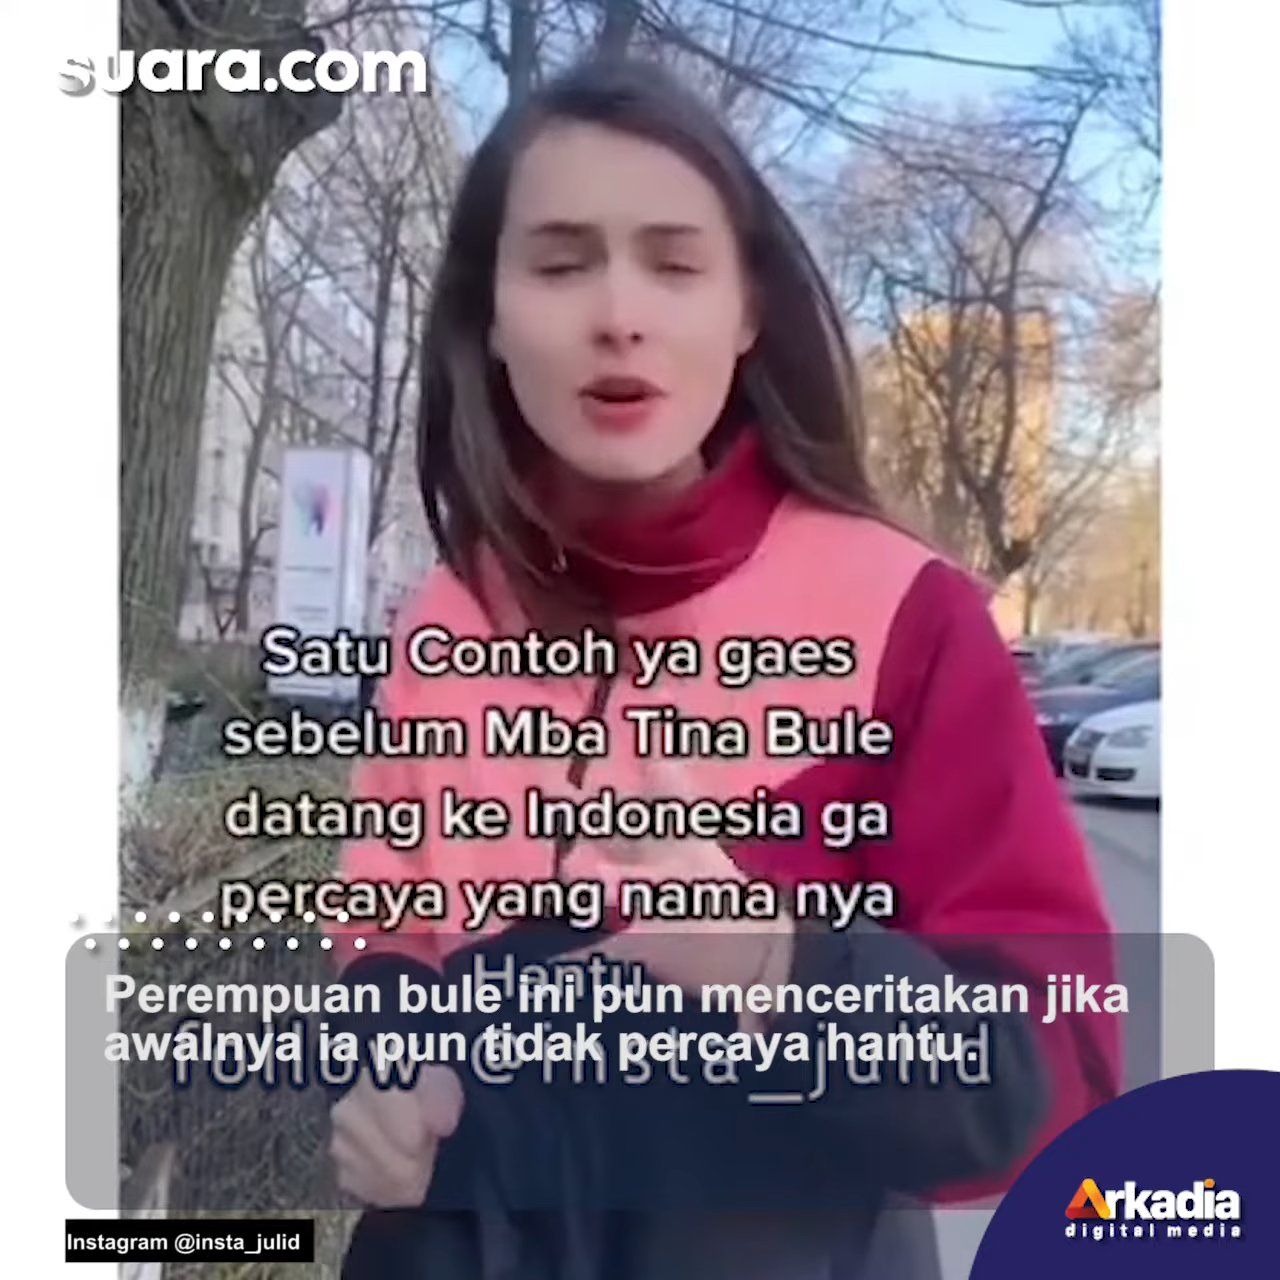 suara.com
Satu Contoh ya gaes
sebelum Mba Tina Bule
datang ke Indonesia ga
percaya yang nama nya
Hantu
Perempuan bule ini pun menceritakan jika
awalnya ia pun tidak percaya hantu.
follow @insta_julid
Arkadia
digital media
Instagram @insta_julid